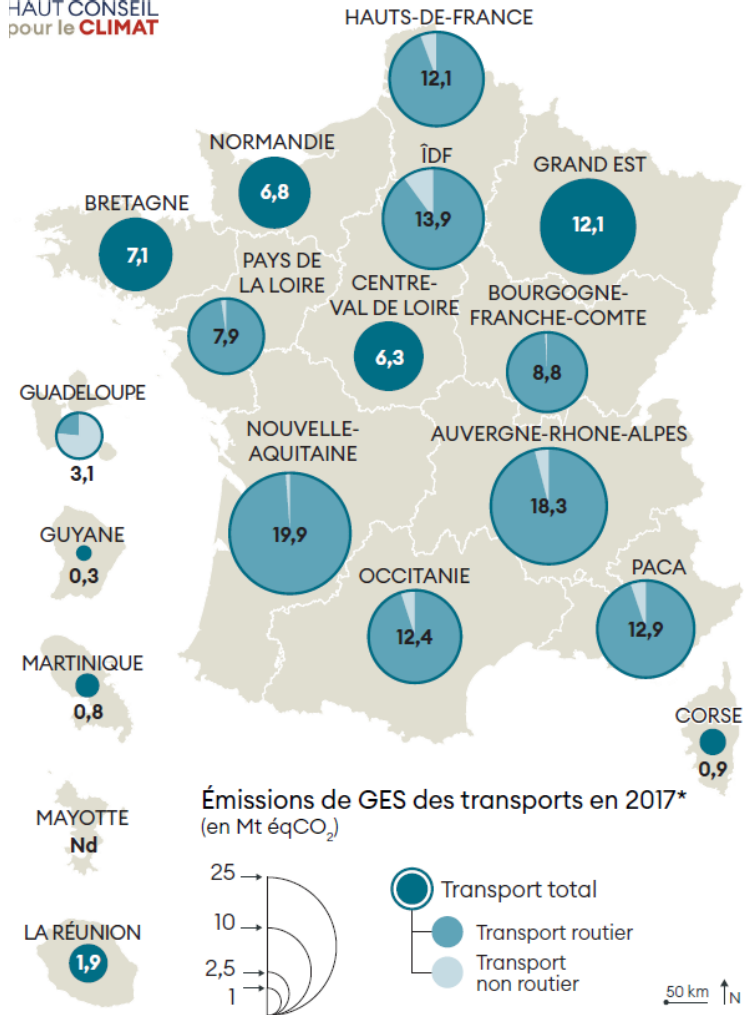 HAUT CONSEIL
pour le CLIMAT
HAUTS-DE-FRANCE
12,1
NORMANDIE
6,8
ÎDF
13,9
GRAND EST
12,1
BRETAGNE
7,1
PAYS DE
LA LOIRE
7,9
CENTRE-
VAL DE LOIRE
6,3
BOURGOGNE-
FRANCHE-COMTE
8,8
GUADELOUPE
3,1
NOUVELLE-
AQUITAINE
19,9
AUVERGNE-RHONE-ALPES
18,3
GUYANE
0,3
OCCITANIE
12,4
PACA
12,9
MARTINIQUE
0,8
CORSE
0,9
MAYOTTE
Nd
LA RÉUNION
1,9
Émissions de GES des transports en 2017*
(en Mt éqCO₂)
25
10
2,5
1
Transport total
Transport routier
Transport
non routier
50 km
N